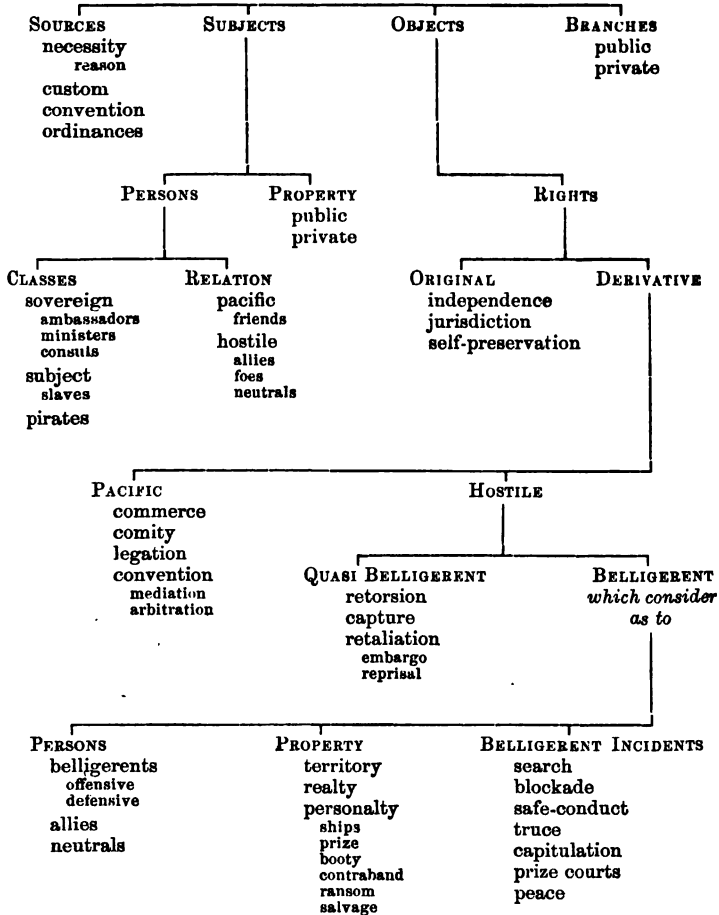 SOURCES
necessity
reason
custom
convention
ordinances
SUBJECTS
OBJECTS
BRANCHES
public
private
PERSONS
PROPERTY
public
private
RIGHTS
CLASSES
sovereign
ambassadors
ministers
consuls
subject
slaves
pirates
RELATION
pacific
friends
hostile
allies
foes
neutrals
ORIGINAL
independence
jurisdiction
self-preservation
DERIVATIVE
PACIFIC
commerce
comity
legation
convention
mediation
arbitration
HOSTILE
QUASI BELLIGERENT
retorsion
capture
retaliation
embargo
reprisal
BELLIGERENT
which consider
as to
PERSONS
belligerents
offensive
defensive
allies
neutrals
PROPERTY
territory
realty
personalty
ships
prize
booty
contraband
ransom
salvage
BELLIGERENT INCIDENTS
search
blockade
safe-conduct
truce
capitulation
prize courts
peace